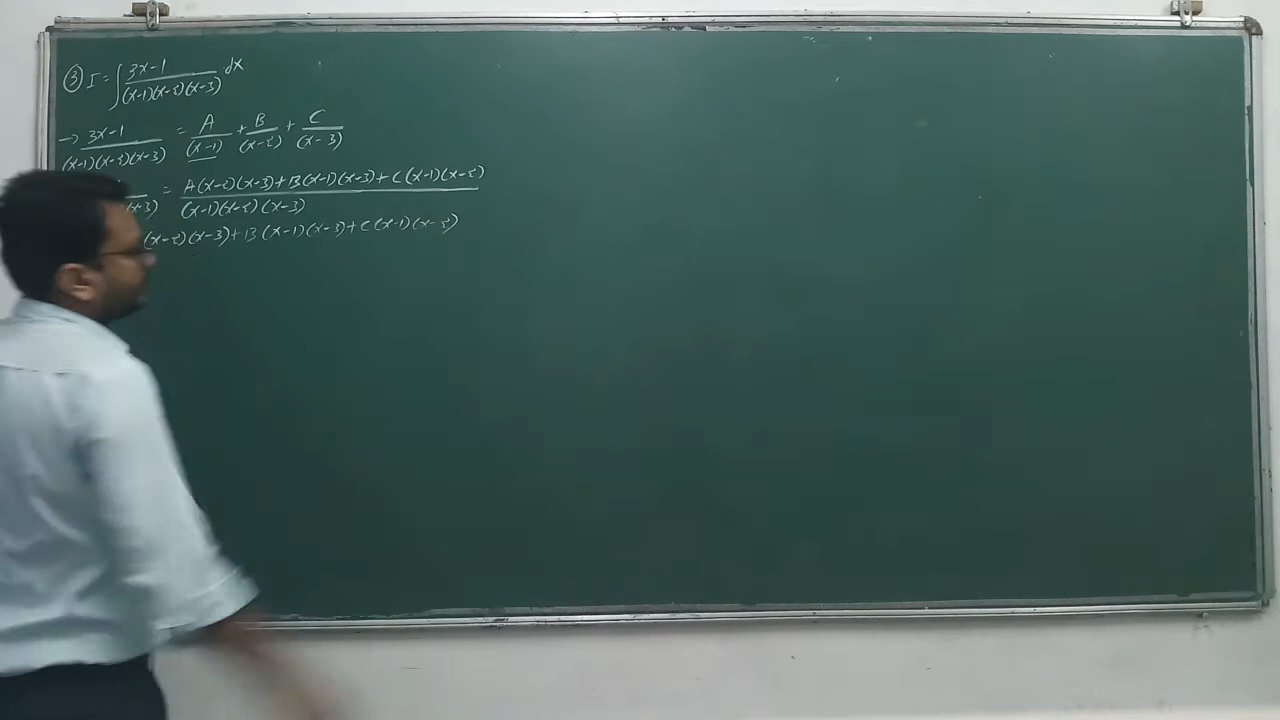 ③ I = ∫ 3x-1 / (x-1)(x-2)(x-3) dx
→ 3x-1 / (x-1)(x-2)(x-3) = A / (x-1) + B / (x-2) + C / (x-3)
x-3) = A(x-2)(x-3)+B(x-1)(x-3)+C(x-1)(x-2) / (x-1)(x-2)(x-3)
(x-2)(x-3)+B(x-1)(x-3)+C(x-1)(x-2)